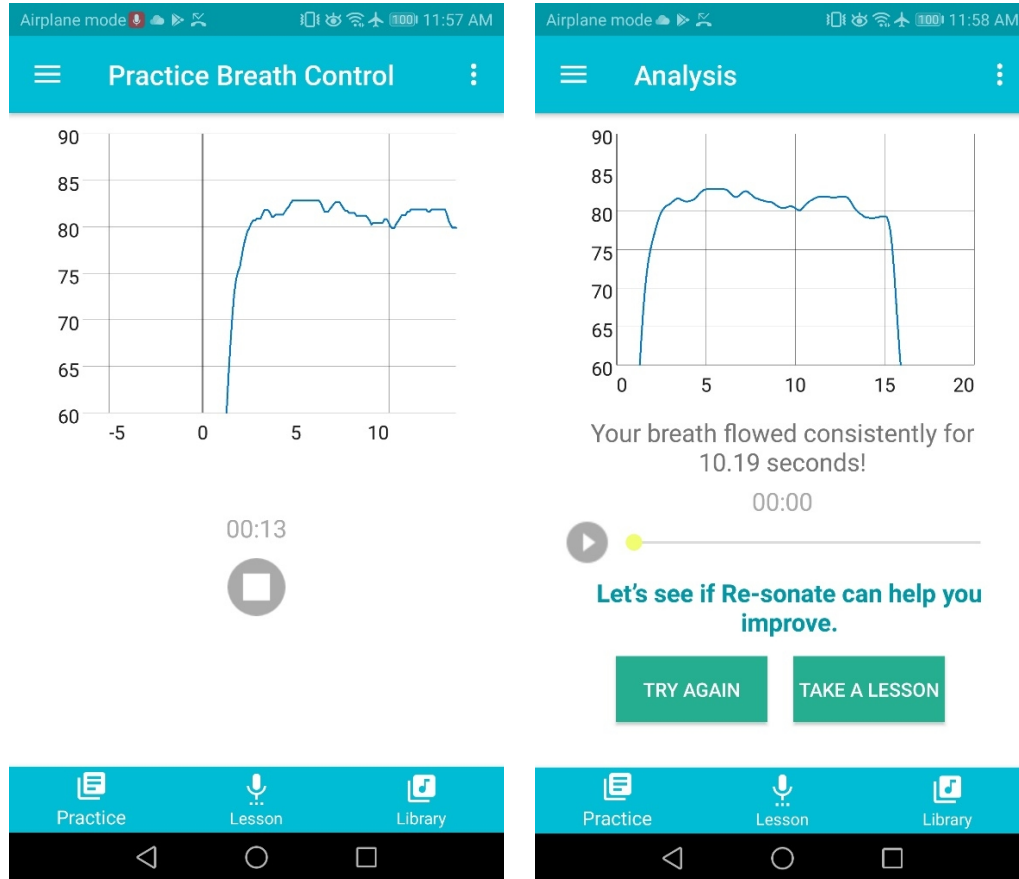 Airplane mode 100 11:57 AM
Practice Breath Control
90
85
80
75
70
65
60
-5 0 5 10
00:13
Practice Lesson Library
Airplane mode 100 11:58 AM
Analysis
90
85
80
75
70
65
60
0 5 10 15 20
Your breath flowed consistently for
10.19 seconds!
00:00
Let's see if Re-sonate can help you
improve.
TRY AGAIN TAKE A LESSON
Practice Lesson Library